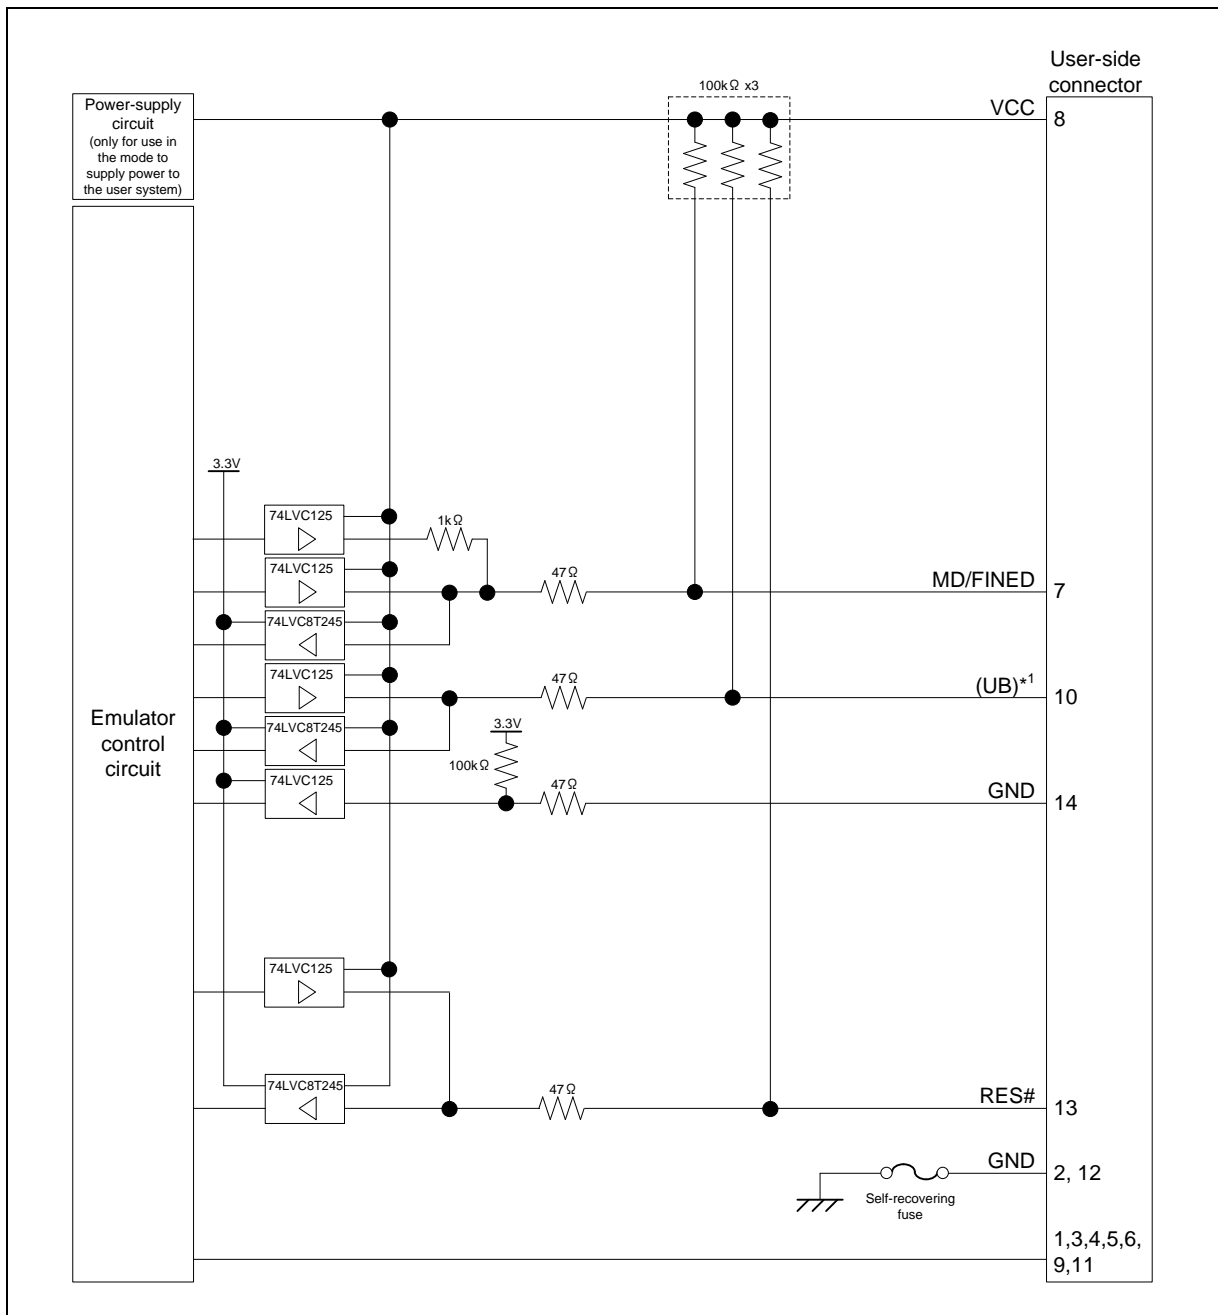 User-side
connector
100kΩ x3
Power-supply
circuit
(only for use in
the mode to
supply power to
the user system)
VCC
8
3.3V
74LVC125
1kΩ
74LVC125
47Ω
MD/FINED
7
74LVC8T245
74LVC125
47Ω
(UB)*1
10
74LVC8T245
3.3V
Emulator
control
circuit
100kΩ
74LVC125
47Ω
GND
14
74LVC125
74LVC8T245
47Ω
RES#
13
GND
2, 12
Self-recovering
fuse
1,3,4,5,6,
9,11